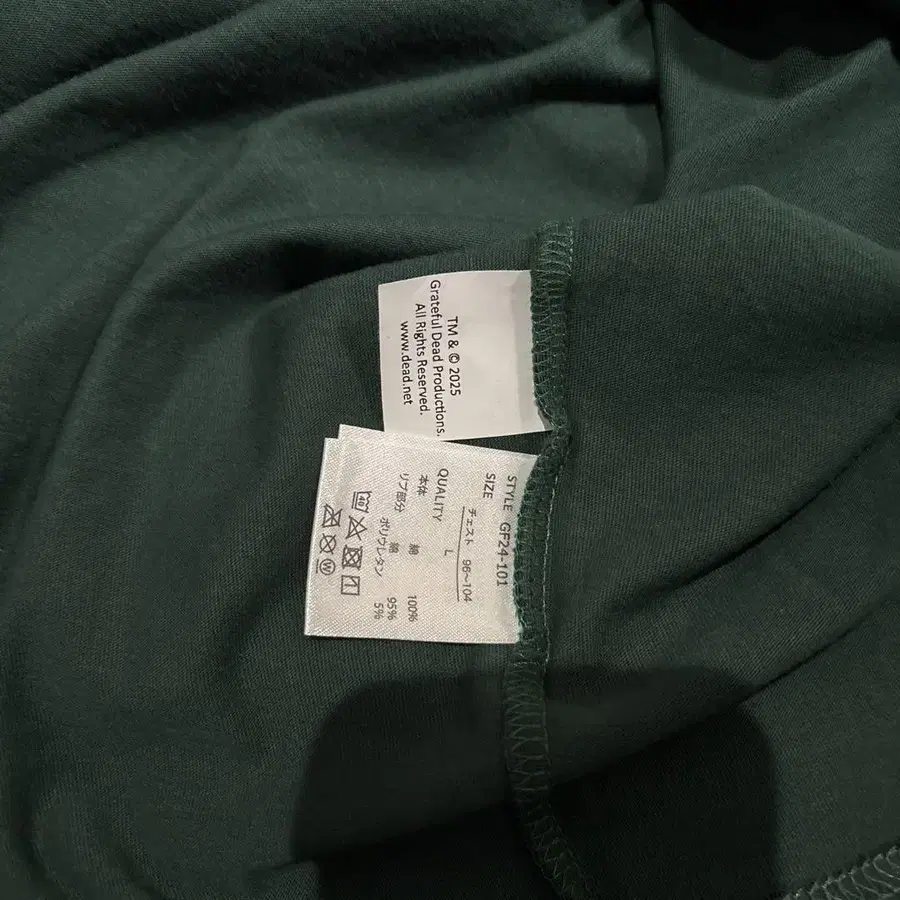 TM & © 2025
Grateful Dead Productions.
All Rights Reserved.
www.dead.net
STYLE GF24-101
SIZE
チェスト 96~104
L
QUALITY
本体 綿 100%
リブ部分 綿 95%
ポリウレタン 5%
40
W